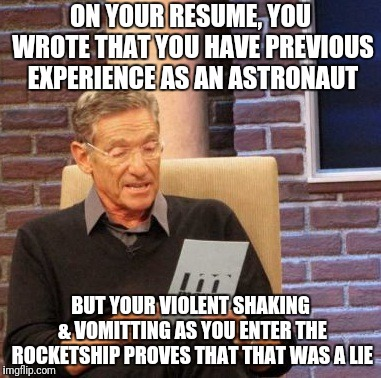 ON YOUR RESUME, YOU
WROTE THAT YOU HAVE PREVIOUS
EXPERIENCE AS AN ASTRONAUT
BUT YOUR VIOLENT SHAKING
& VOMITTING AS YOU ENTER THE
ROCKETSHIP PROVES THAT THAT WAS A LIE
imgflip.com